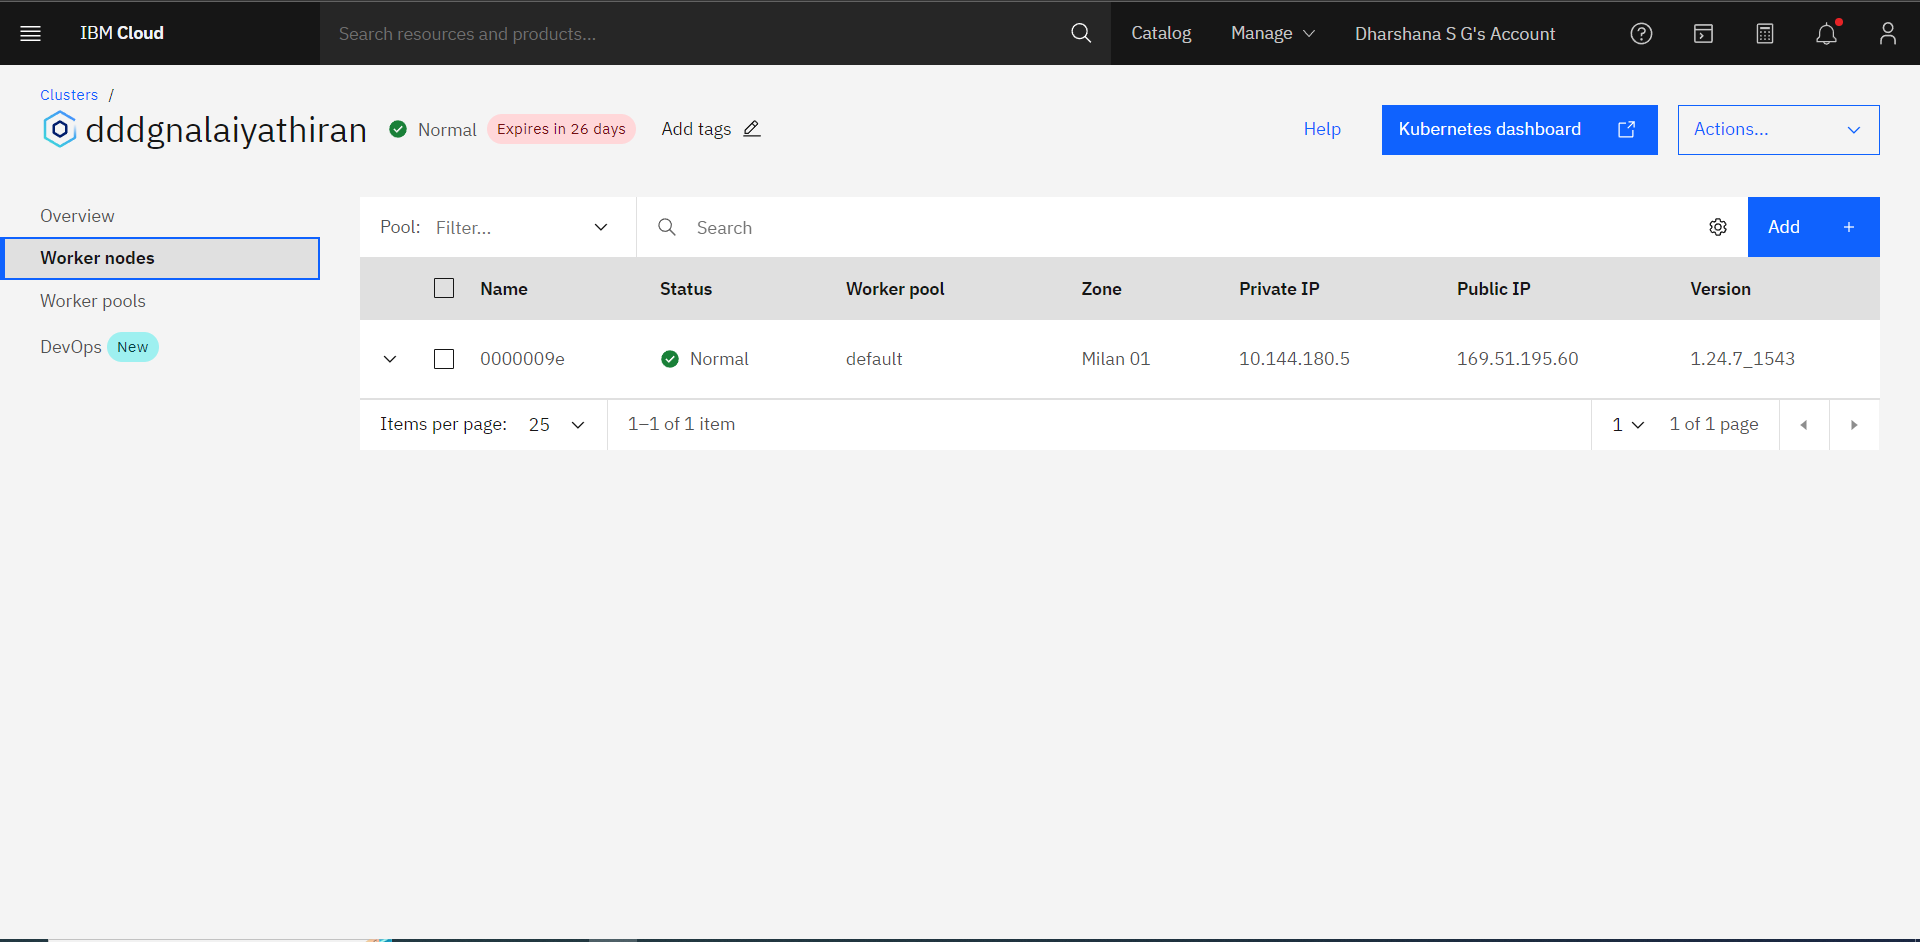 IBM Cloud
Search resources and products...
Catalog
Manage
Dharshana S G's Account
Clusters /
dddgnalaiyathiran
Normal
Expires in 26 days
Add tags
Help
Kubernetes dashboard
Actions...
Overview
Worker nodes
Worker pools
DevOps New
Pool: Filter...
Search
Add +
Name Status Worker pool Zone Private IP Public IP Version
0000009e Normal default Milan 01 10.144.180.5 169.51.195.60 1.24.7_1543
Items per page: 25 1–1 of 1 item 1 1 of 1 page